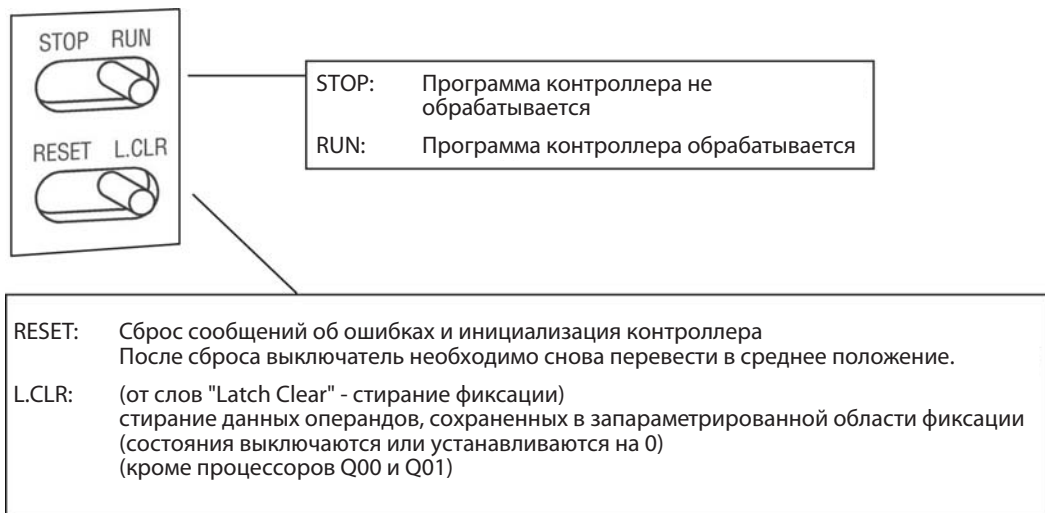 STOP RUN
RESET L.CLR
STOP: Программа контроллера не
обрабатывается
RUN: Программа контроллера обрабатывается
RESET: Сброс сообщений об ошибках и инициализация контроллера
После сброса выключатель необходимо снова перевести в среднее положение.
L.CLR: (от слов "Latch Clear" - стирание фиксации)
стирание данных операндов, сохраненных в запараметрированной области фиксации
(состояния выключаются или устанавливаются на 0)
(кроме процессоров Q00 и Q01)